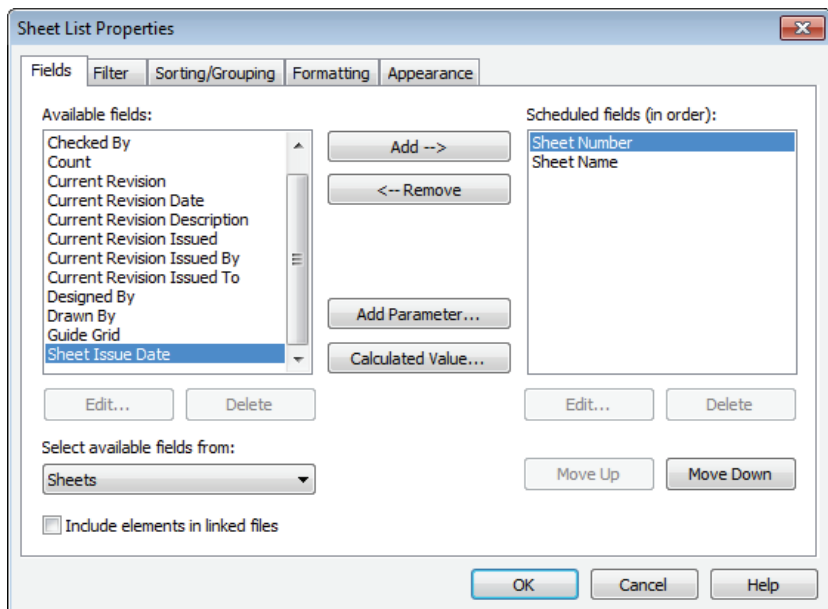 Sheet List Properties
Fields Filter Sorting/Grouping Formatting Appearance
Available fields:
Checked By
Count
Current Revision
Current Revision Date
Current Revision Description
Current Revision Issued
Current Revision Issued By
Current Revision Issued To
Designed By
Drawn By
Guide Grid
Sheet Issue Date
Edit... Delete
Select available fields from:
Sheets
Include elements in linked files
Add -->
<-- Remove
Add Parameter...
Calculated Value...
Scheduled fields (in order):
Sheet Number
Sheet Name
Edit... Delete
Move Up Move Down
OK Cancel Help